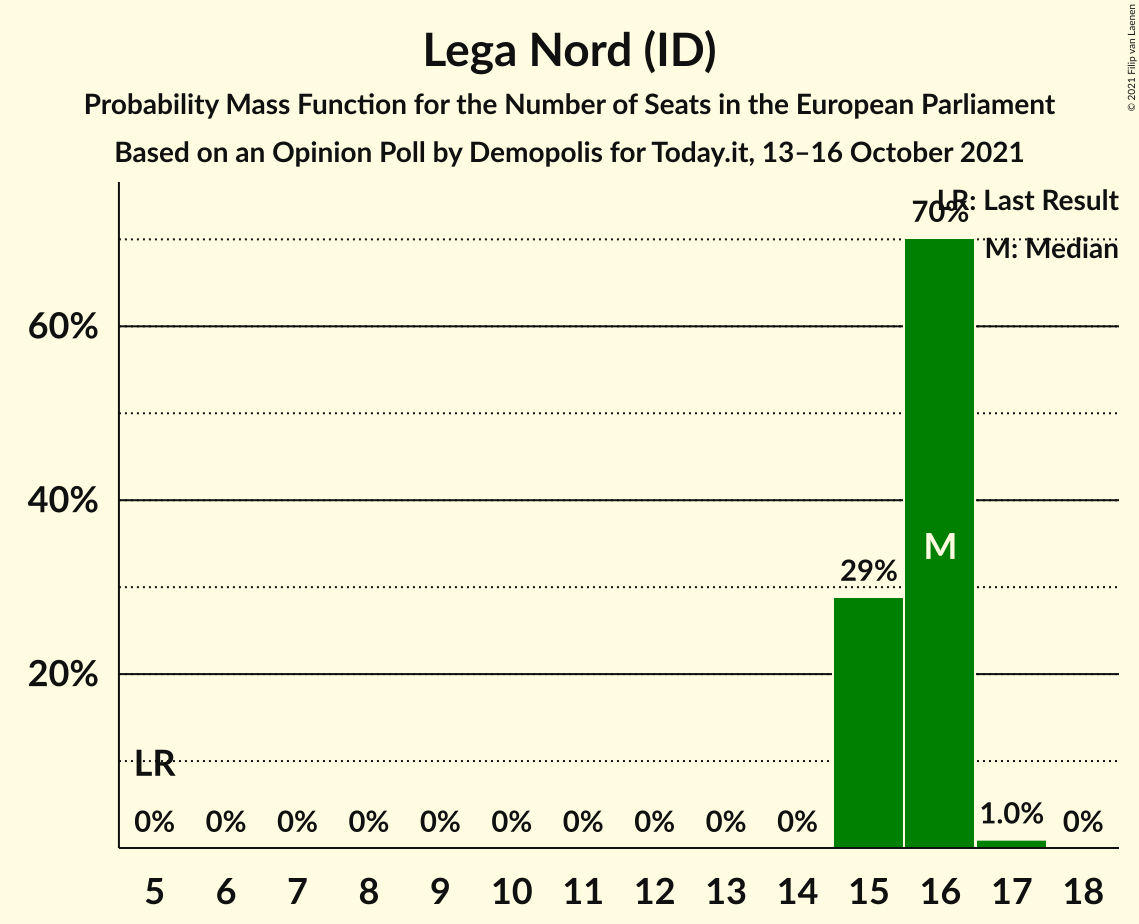 © 2021 Filip van Laenen
Lega Nord (ID)
Probability Mass Function for the Number of Seats in the European Parliament
Based on an Opinion Poll by Demopolis for Today.it, 13–16 October 2021
LR: Last Result
M: Median
70%
60%
40%
20%
29%
M
LR
0% 0% 0% 0% 0% 0% 0% 0% 0% 0% 1.0% 0%
5 6 7 8 9 10 11 12 13 14 15 16 17 18